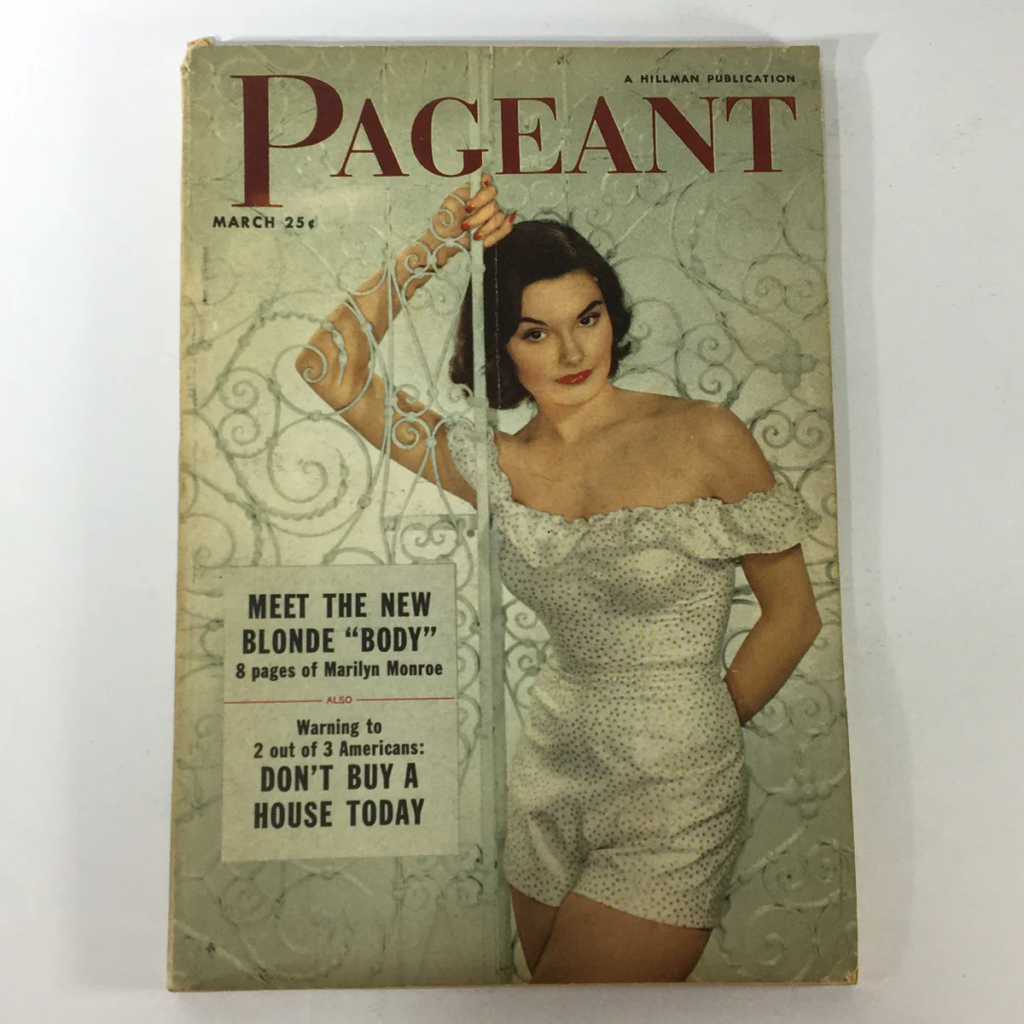 A HILLMAN PUBLICATION
PAGEANT
MARCH 25¢
MEET THE NEW
BLONDE “BODY”
8 pages of Marilyn Monroe
ALSO
Warning to
2 out of 3 Americans:
DON'T BUY A
HOUSE TODAY